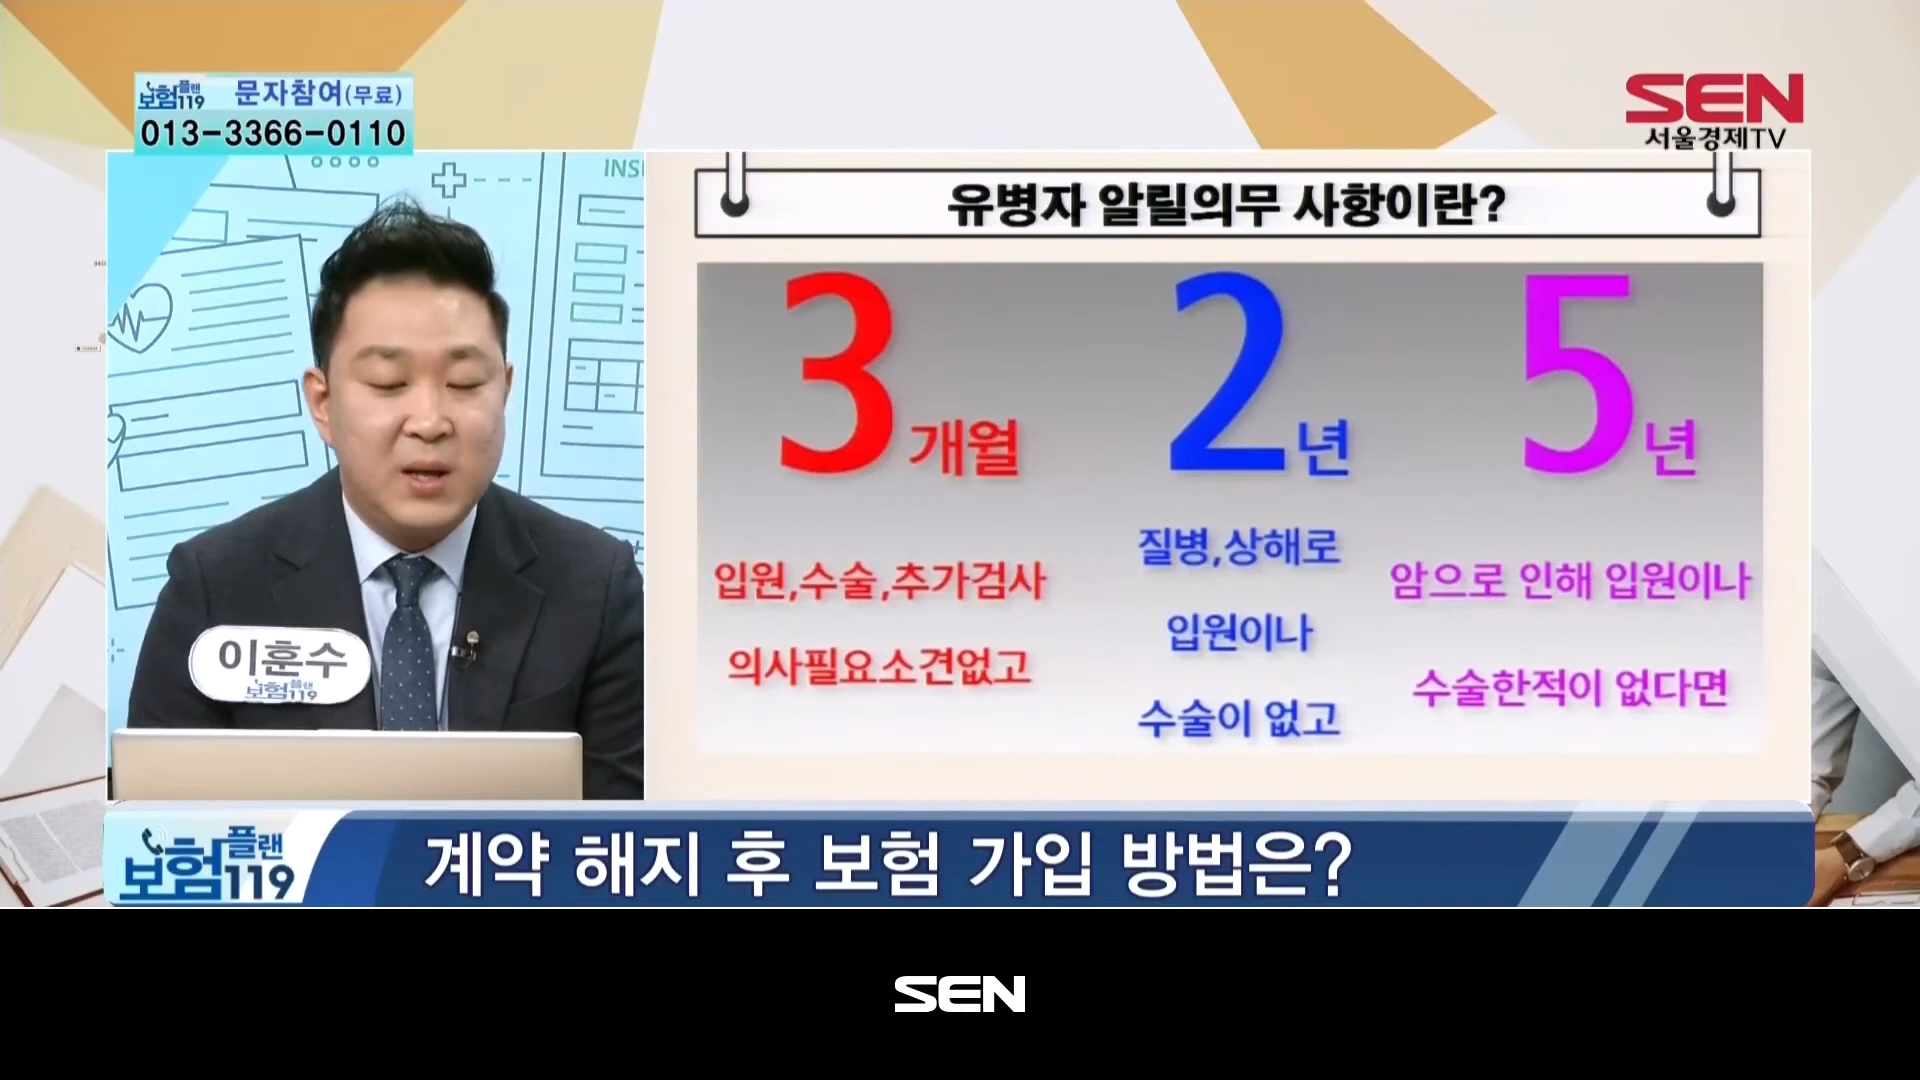 보험플랜119 문자참여(무료)
013-3366-0110
SEN
서울경제TV
INSU
유병자 알릴의무 사항이란?
3개월
입원,수술,추가검사
의사필요소견없고
2년
질병,상해로
입원이나
수술이 없고
5년
암으로 인해 입원이나
수술한적이 없다면
이훈수
보험플랜119
보험플랜119
계약 해지 후 보험 가입 방법은?
SEN